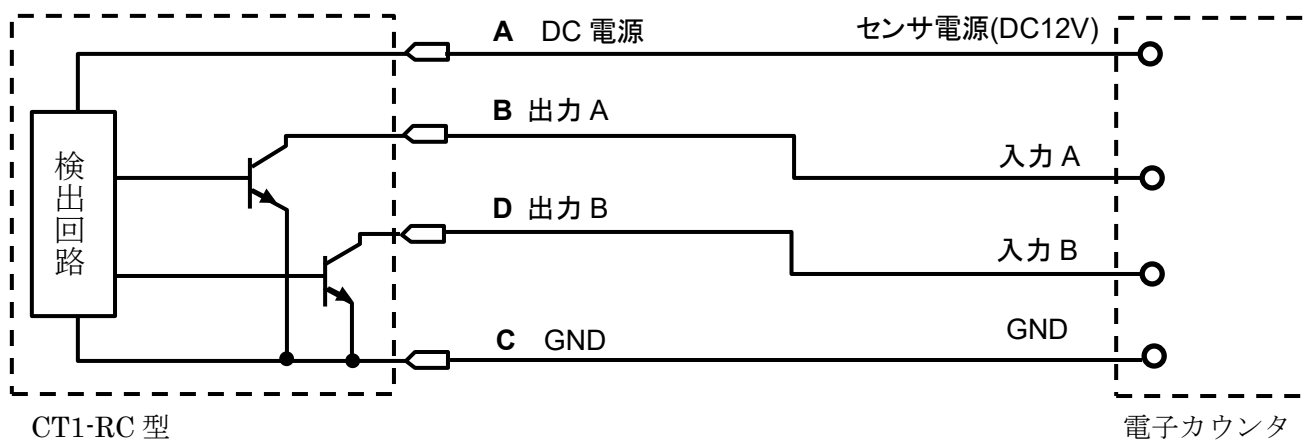 A DC 電源
センサ電源(DC12V)
B 出力 A
入力 A
検出回路
D 出力 B
入力 B
C GND
GND
CT1-RC 型
電子カウンタ